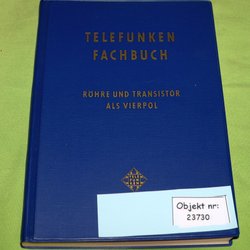 TELEFUNKEN
FACHBUCH
RÖHRE UND TRANSISTOR
ALS VIERPOL
Objekt nr:
23730